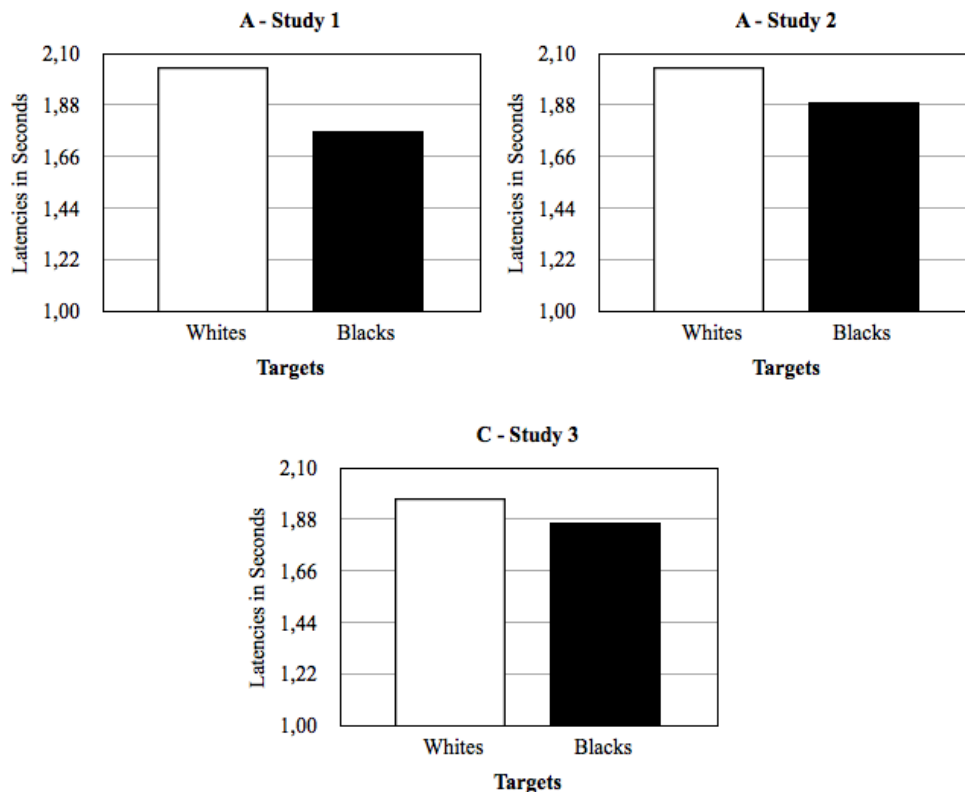 A - Study 1
2,10
1,88
1,66
1,44
1,22
1,00
Latencies in Seconds
Whites Blacks
Targets
A - Study 2
2,10
1,88
1,66
1,44
1,22
1,00
Latencies in Seconds
Whites Blacks
Targets
C - Study 3
2,10
1,88
1,66
1,44
1,22
1,00
Latencies in Seconds
Whites Blacks
Targets